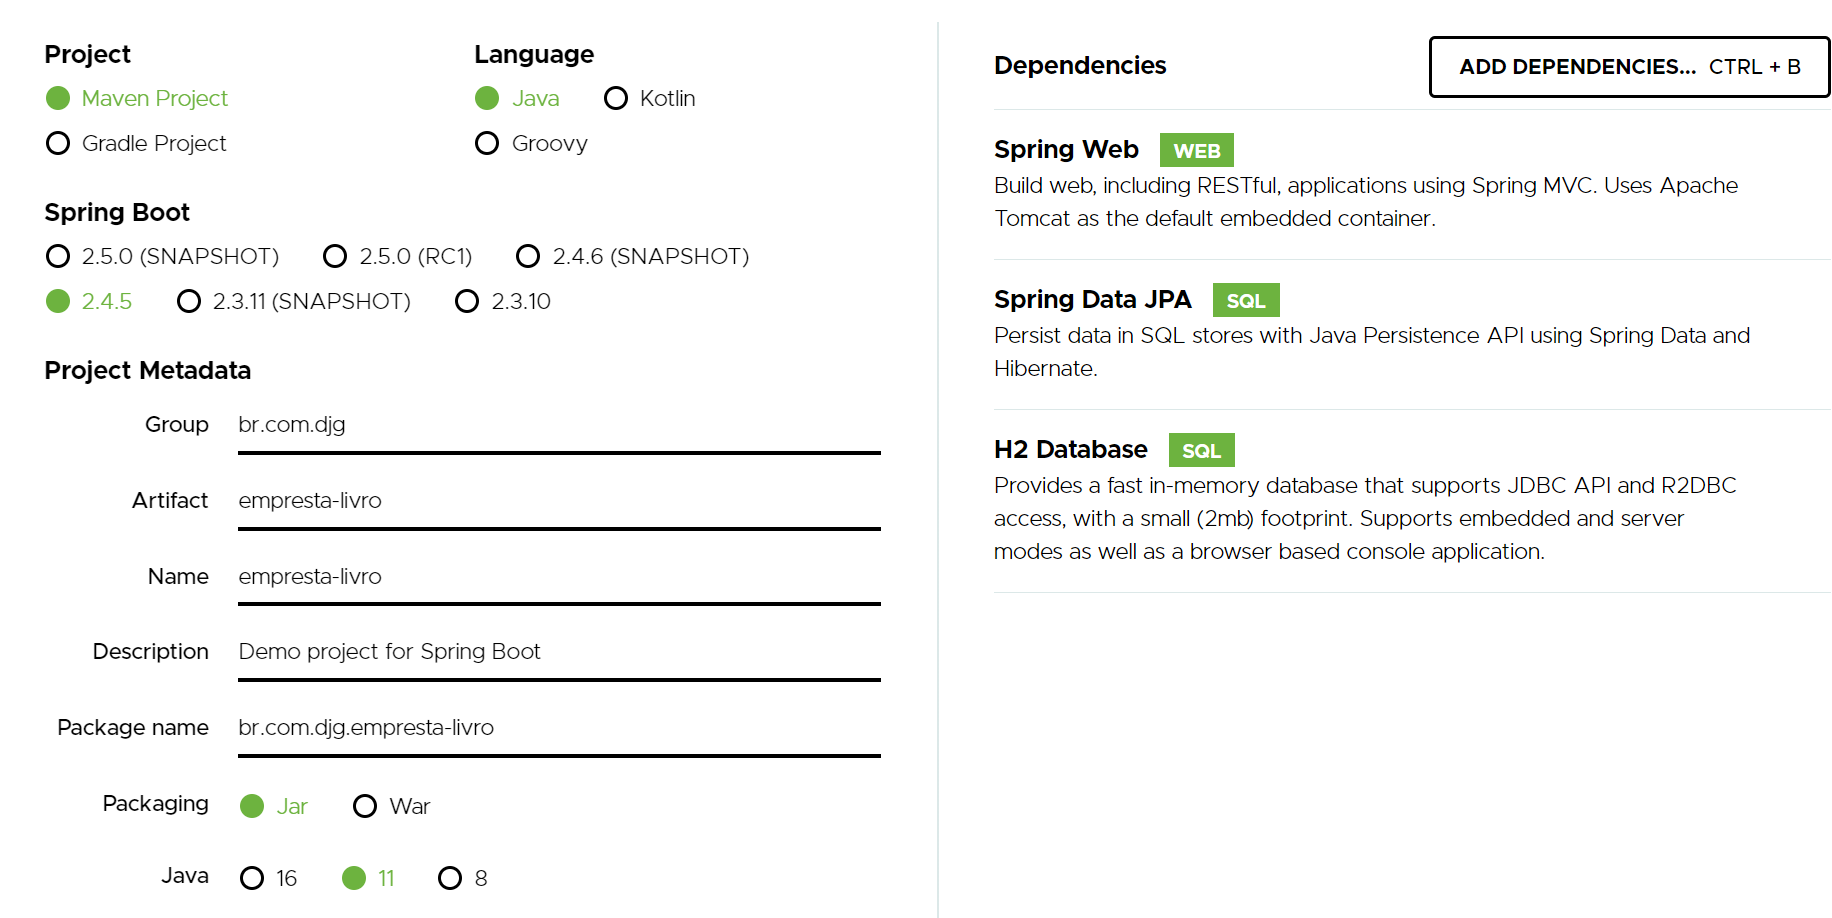 Project
Maven Project
Gradle Project
Language
Java Kotlin
Groovy
Spring Boot
2.5.0 (SNAPSHOT) 2.5.0 (RC1) 2.4.6 (SNAPSHOT)
2.4.5 2.3.11 (SNAPSHOT) 2.3.10
Project Metadata
Group br.com.djg
Artifact empresta-livro
Name empresta-livro
Description Demo project for Spring Boot
Package name br.com.djg.empresta-livro
Packaging Jar War
Java 16 11 8
Dependencies ADD DEPENDENCIES... CTRL + B
Spring Web WEB
Build web, including RESTful, applications using Spring MVC. Uses Apache
Tomcat as the default embedded container.
Spring Data JPA SQL
Persist data in SQL stores with Java Persistence API using Spring Data and
Hibernate.
H2 Database SQL
Provides a fast in-memory database that supports JDBC API and R2DBC
access, with a small (2mb) footprint. Supports embedded and server
modes as well as a browser based console application.